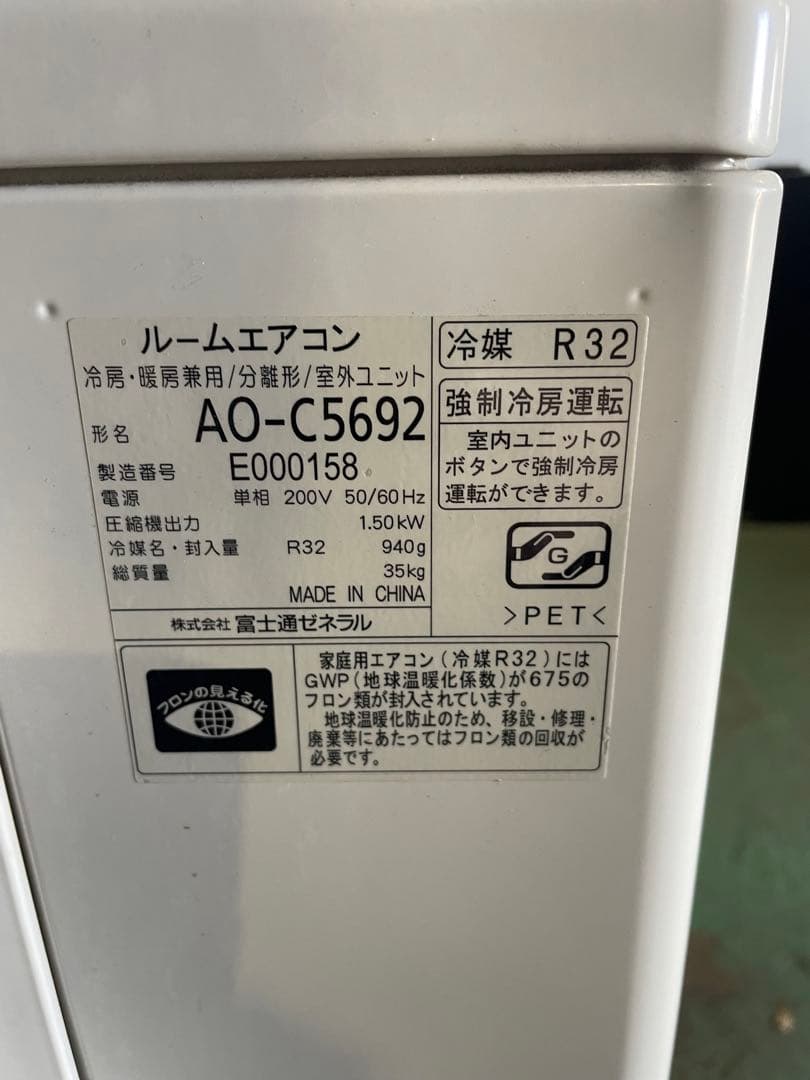 ルームエアコン
冷房・暖房兼用/分離形/室外ユニット
形名 AO-C5692
製造番号 E000158
電源 単相 200V 50/60Hz
圧縮機出力 1.50kW
冷媒名・封入量 R32 940g
総質量 35kg
MADE IN CHINA
株式会社 富士通ゼネラル
冷媒 R32
強制冷房運転
室内ユニットの
ボタンで強制冷房
運転ができます。
G
>PET<
フロンの見える化
家庭用エアコン(冷媒R32)には
GWP(地球温暖化係数)が675の
フロン類が封入されています。
地球温暖化防止のため、移設・修理・
廃棄等にあたってはフロン類の回収が
必要です。